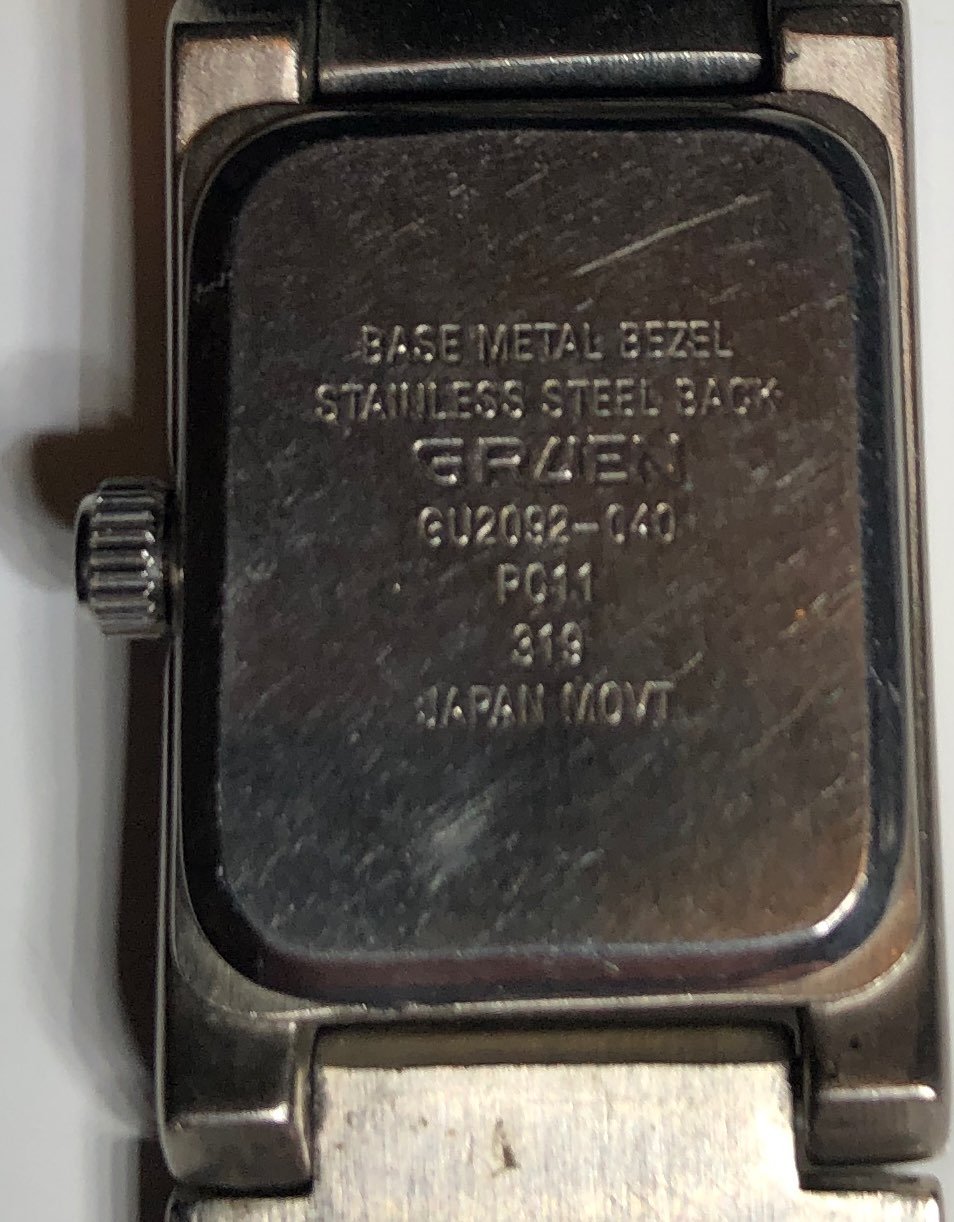 BASE METAL BEZEL
STAINLESS STEEL BACK
GRUEN
GU2092-040
PC11
319
JAPAN MOVT